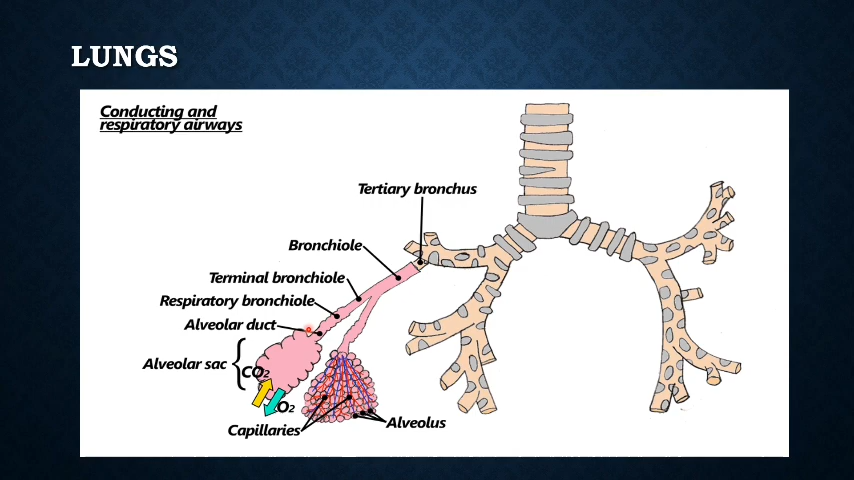 LUNGS
Conducting and
respiratory airways
Tertiary bronchus
Bronchiole
Terminal bronchiole
Respiratory bronchiole
Alveolar duct
Alveolar sac
CO2
O2
Capillaries
Alveolus